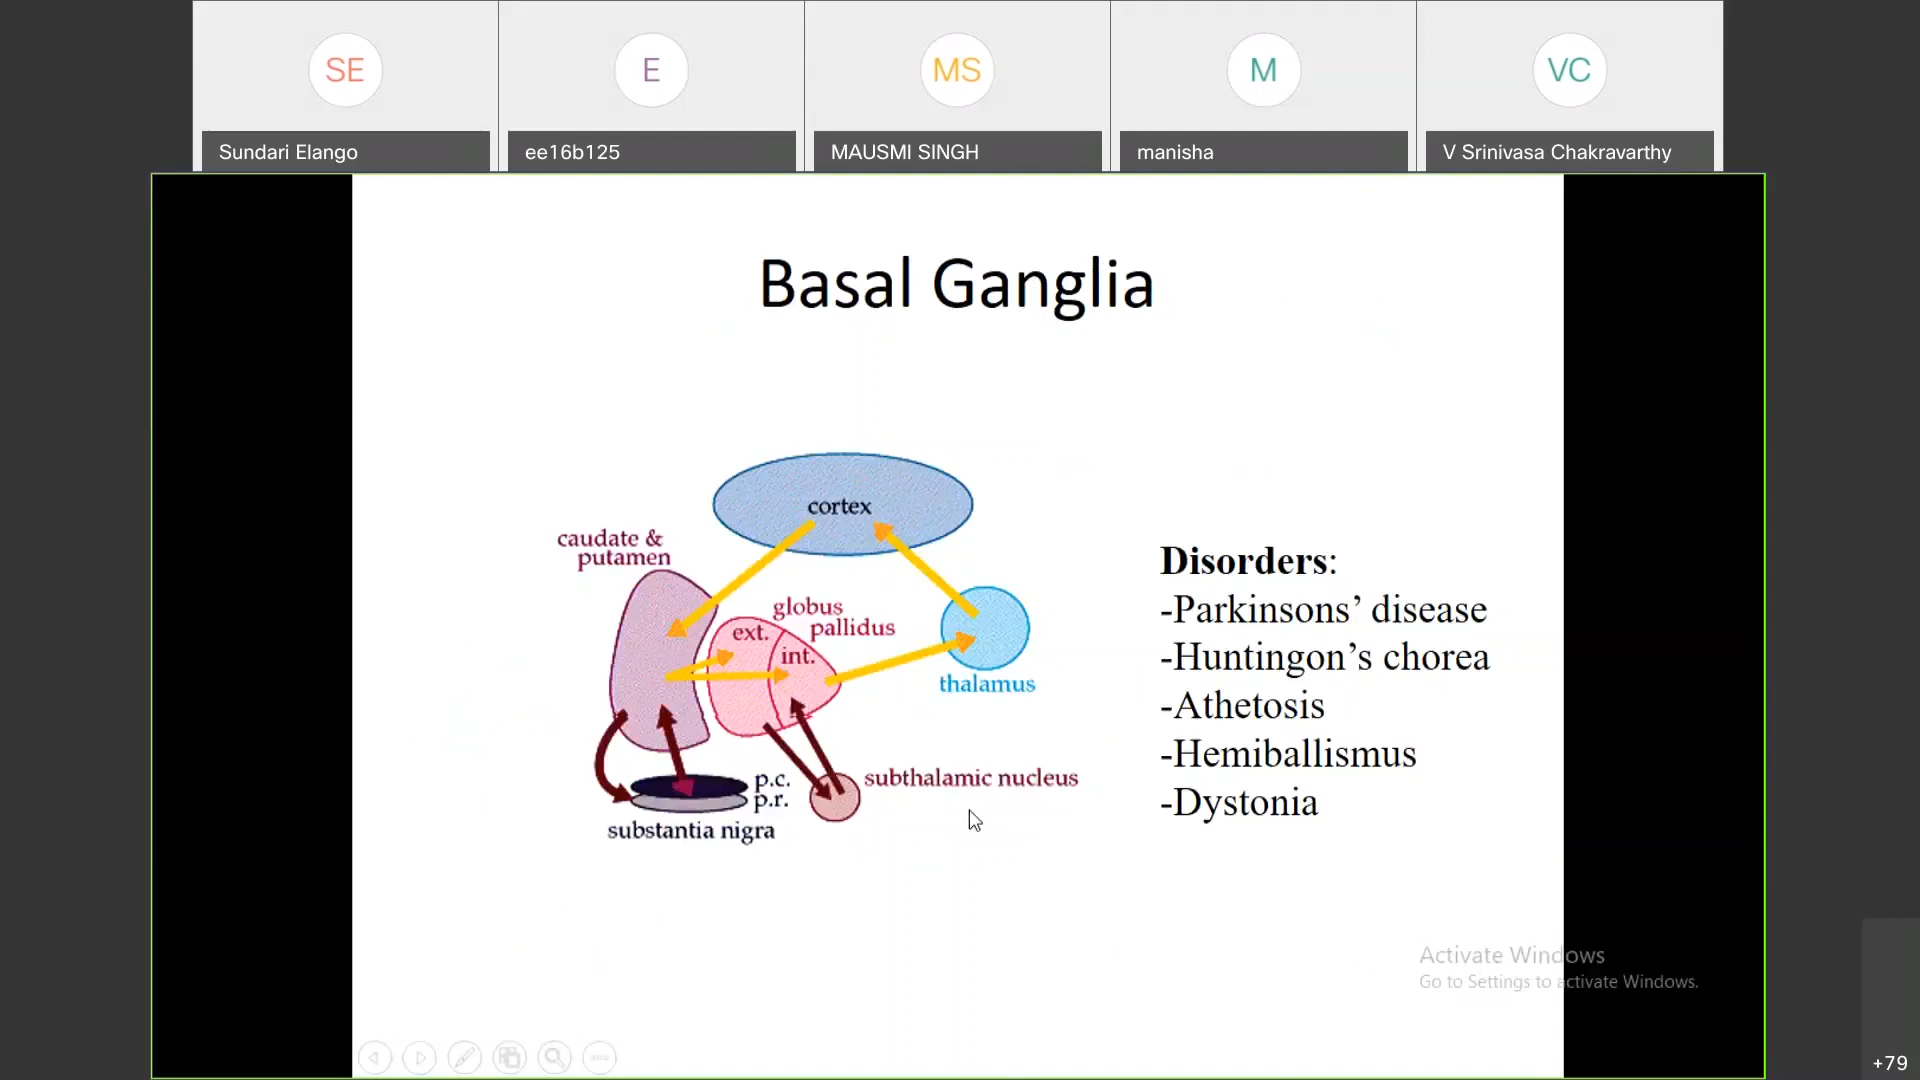 SE
E
MS
M
VC
Sundari Elango
ee16b125
MAUSMI SINGH
manisha
V Srinivasa Chakravarthy
Basal Ganglia
cortex
caudate &
putamen
globus
pallidus
ext.
int.
thalamus
p.c.
p.r.
subthalamic nucleus
substantia nigra
Disorders:
-Parkinsons’ disease
-Huntingon’s chorea
-Athetosis
-Hemiballismus
-Dystonia
Activate Windows
Go to Settings to activate Windows.
+79